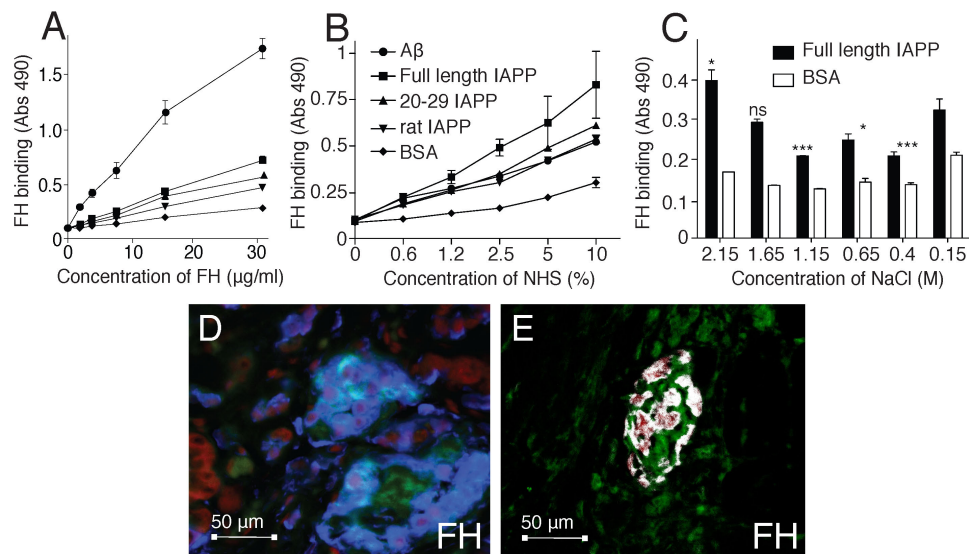 A
FH binding (Abs 490)
1.5
1.0
0.5
0
0
10
20
30
Concentration of FH (µg/ml)
B
FH binding (Abs 490)
1
0.75
0.5
0.25
0
Aβ
Full length IAPP
20-29 IAPP
rat IAPP
BSA
0
0.6
1.2
2.5
5
10
Concentration of NHS (%)
C
FH binding (Abs 490)
0.4
0.3
0.2
0.1
0
Full length IAPP
BSA
*
ns
***
*
***
2.15
1.65
1.15
0.65
0.4
0.15
Concentration of NaCl (M)
D
50 µm
FH
E
50 µm
FH